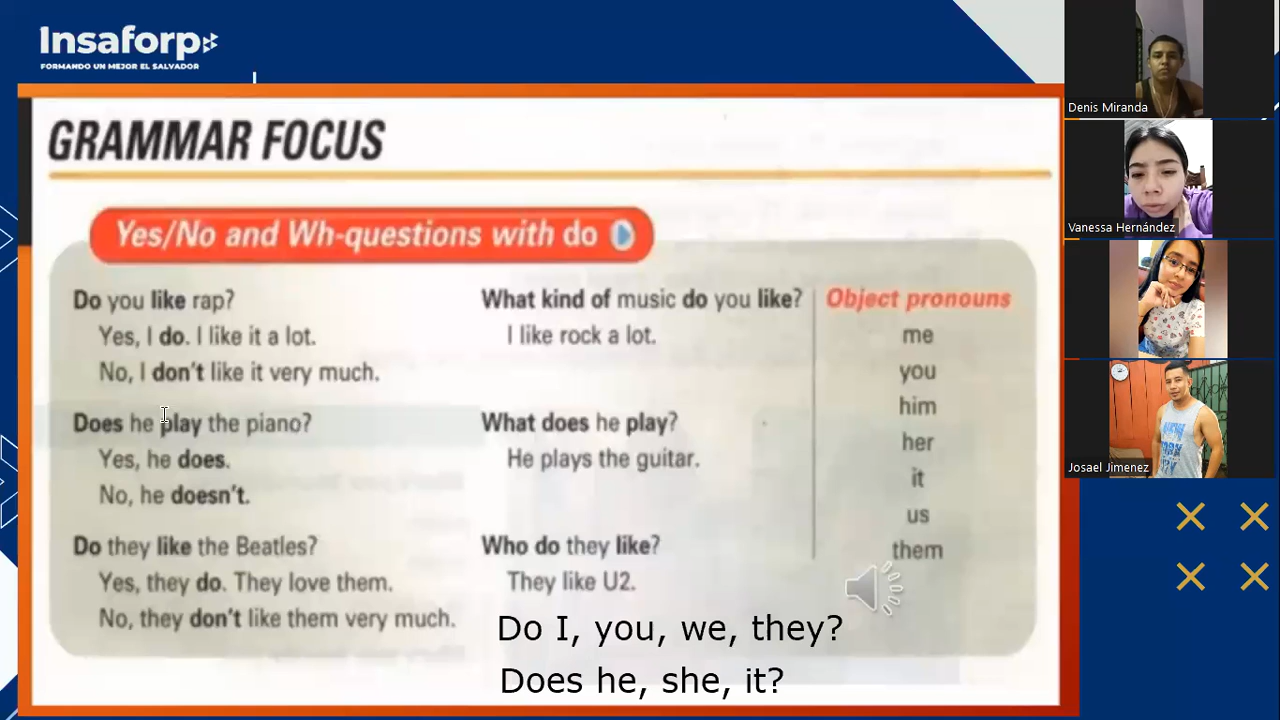 Insaforp
FORMANDO UN MEJOR EL SALVADOR
GRAMMAR FOCUS
Yes/No and Wh-questions with do
Do you like rap?
Yes, I do. I like it a lot.
No, I don't like it very much.
Does he play the piano?
Yes, he does.
No, he doesn't.
Do they like the Beatles?
Yes, they do. They love them.
No, they don't like them very much.
What kind of music do you like?
I like rock a lot.
What does he play?
He plays the guitar.
Who do they like?
They like U2.
Object pronouns
me
you
him
her
it
us
them
Do I, you, we, they?
Does he, she, it?
Denis Miranda
Vanessa Hernández
Josael Jimenez